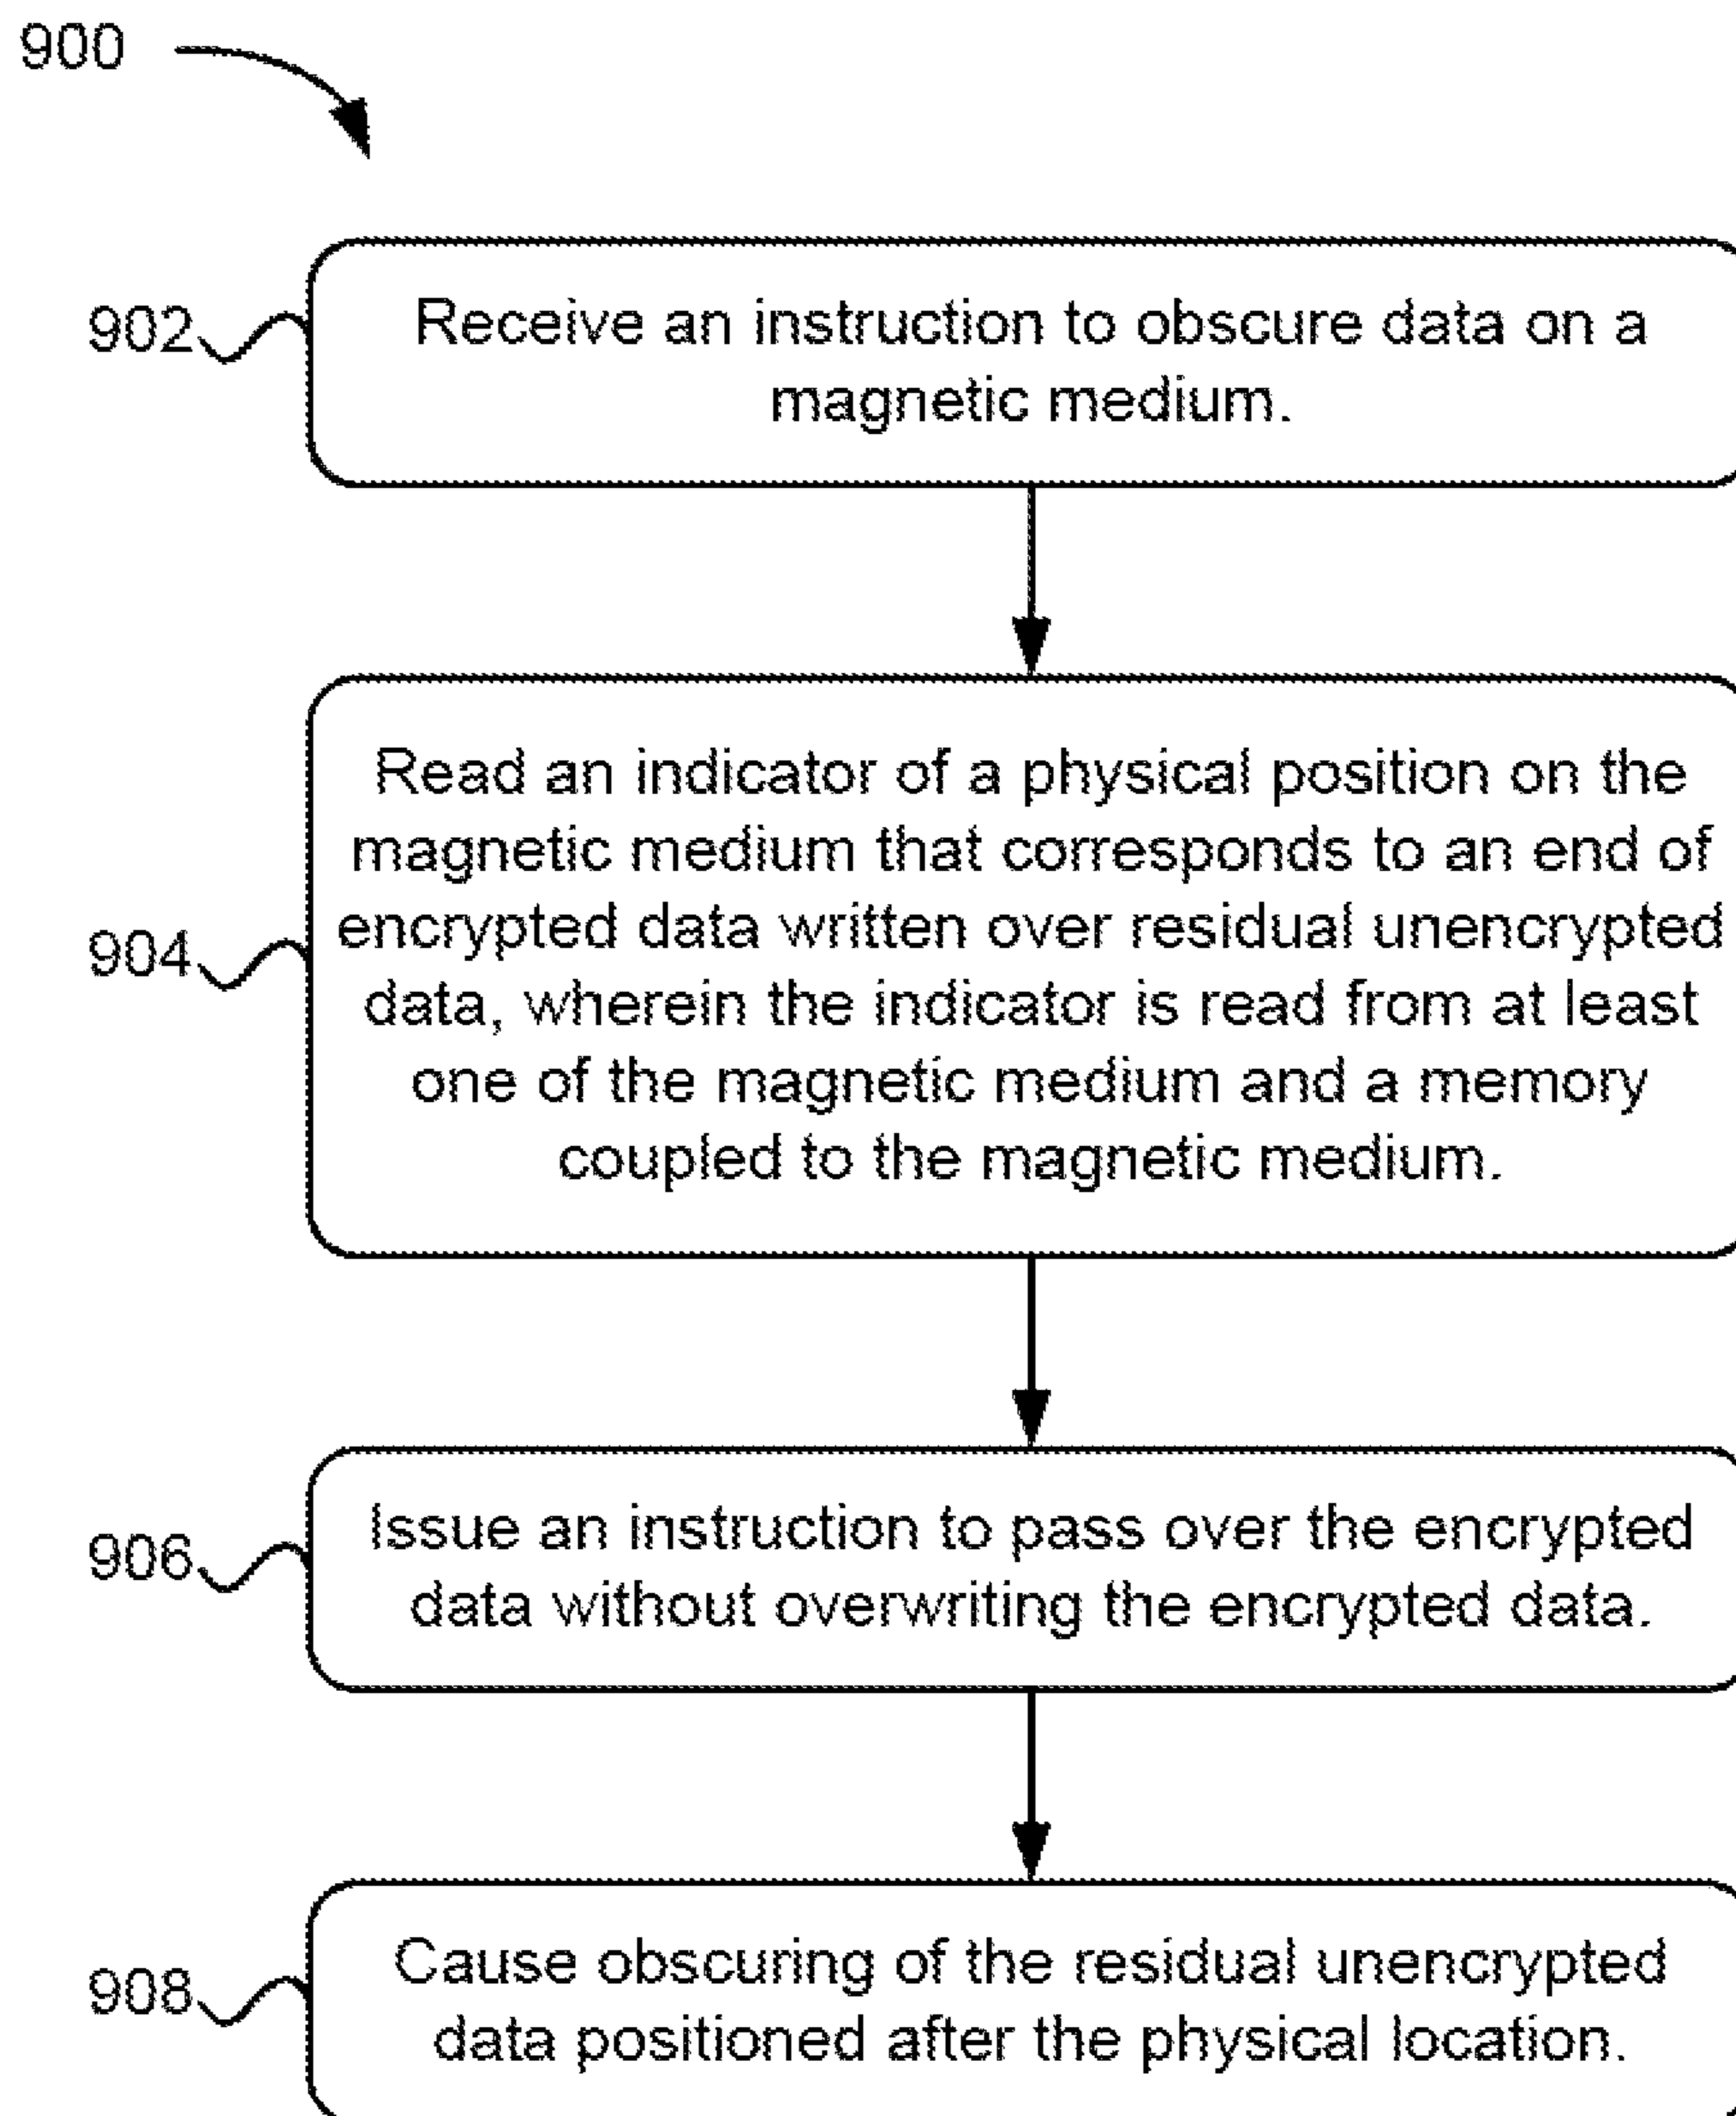 900
902
Receive an instruction to obscure data on a
magnetic medium.
904
Read an indicator of a physical position on the
magnetic medium that corresponds to an end of
encrypted data written over residual unencrypted
data, wherein the indicator is read from at least
one of the magnetic medium and a memory
coupled to the magnetic medium.
906
Issue an instruction to pass over the encrypted
data without overwriting the encrypted data.
908
Cause obscuring of the residual unencrypted
data positioned after the physical location.